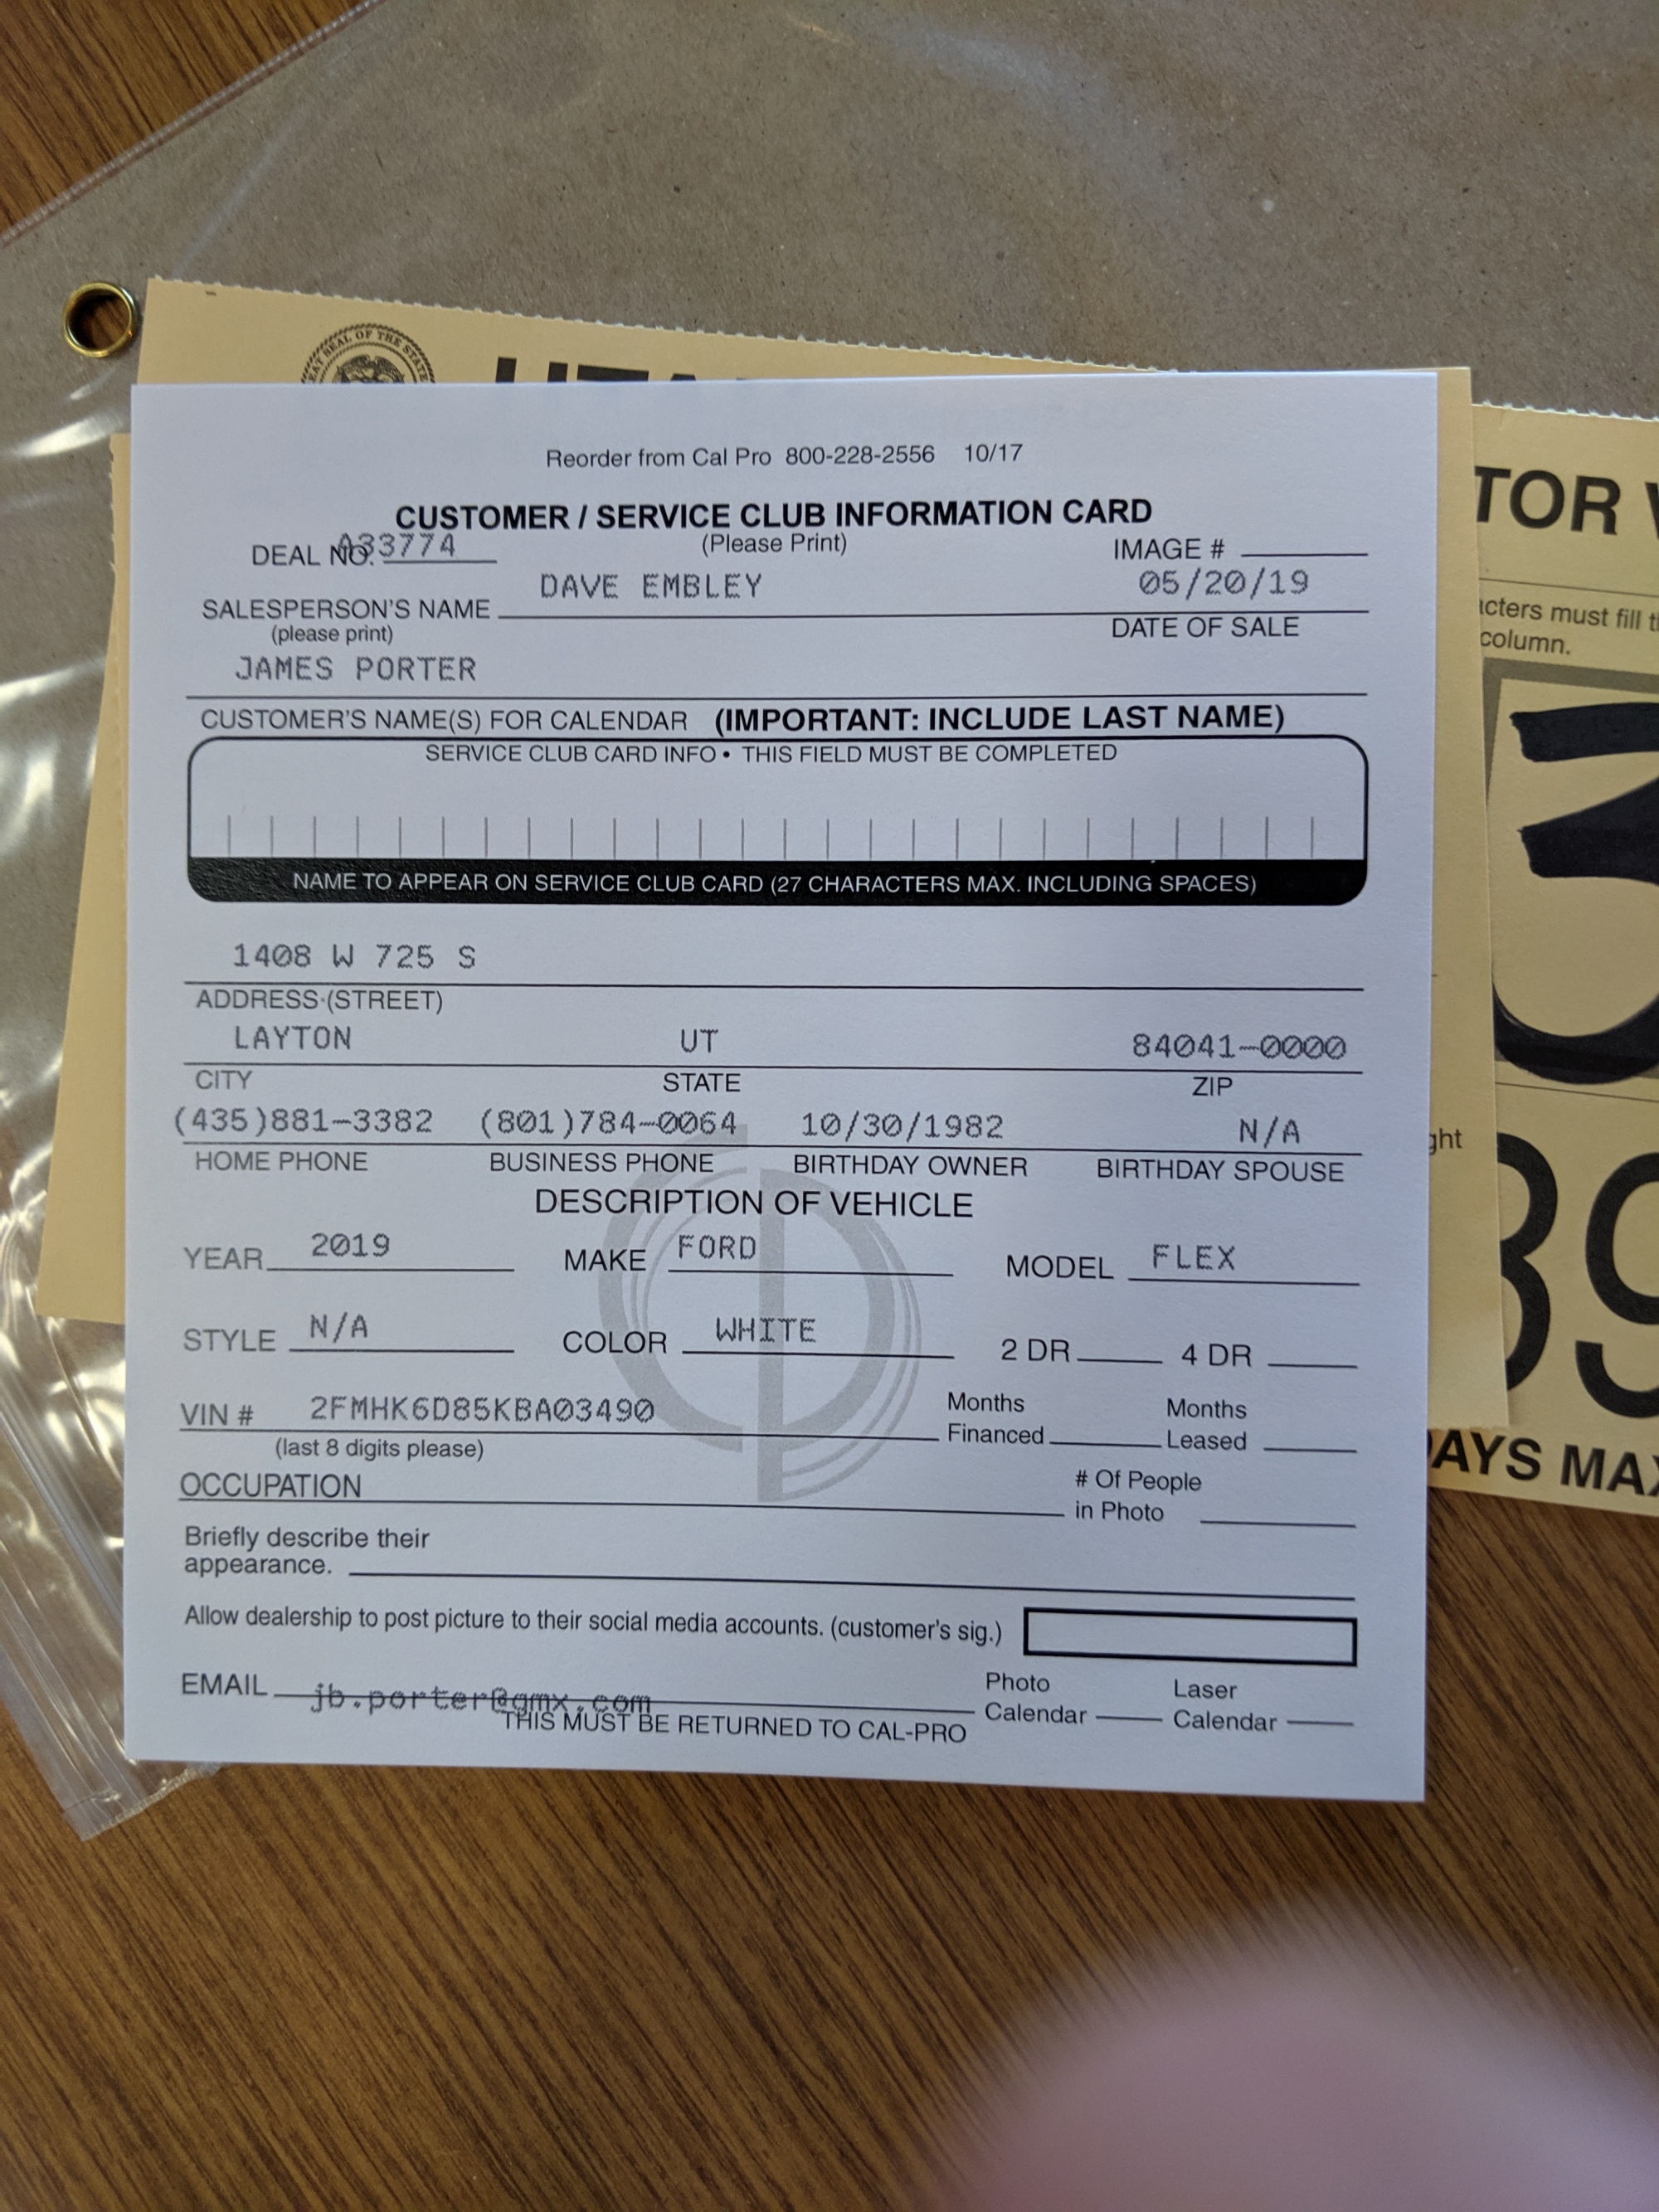 GREAT SEAL OF THE STATE
Reorder from Cal Pro 800-228-2556 10/17
CUSTOMER / SERVICE CLUB INFORMATION CARD
DEAL NO. A33774 (Please Print) IMAGE #
SALESPERSON'S NAME DAVE EMBLEY 05/20/19
(please print) DATE OF SALE
JAMES PORTER
CUSTOMER'S NAME(S) FOR CALENDAR (IMPORTANT: INCLUDE LAST NAME)
SERVICE CLUB CARD INFO • THIS FIELD MUST BE COMPLETED
NAME TO APPEAR ON SERVICE CLUB CARD (27 CHARACTERS MAX. INCLUDING SPACES)
1408 W 725 S
ADDRESS (STREET)
LAYTON UT 84041-0000
CITY STATE ZIP
(435)881-3382 (801)784-0064 10/30/1982 N/A
HOME PHONE BUSINESS PHONE BIRTHDAY OWNER BIRTHDAY SPOUSE
DESCRIPTION OF VEHICLE
YEAR 2019 MAKE FORD MODEL FLEX
STYLE N/A COLOR WHITE 2 DR 4 DR
VIN # 2FMHK6D85KBA03490 Months Financed Months Leased
(last 8 digits please)
OCCUPATION # Of People in Photo
Briefly describe their
appearance.
Allow dealership to post picture to their social media accounts. (customer's sig.)
EMAIL jb.porter@gmx.com Photo Calendar Laser Calendar
THIS MUST BE RETURNED TO CAL-PRO
TOR V
must fill
column.
3
ght
39
DAYS MAX